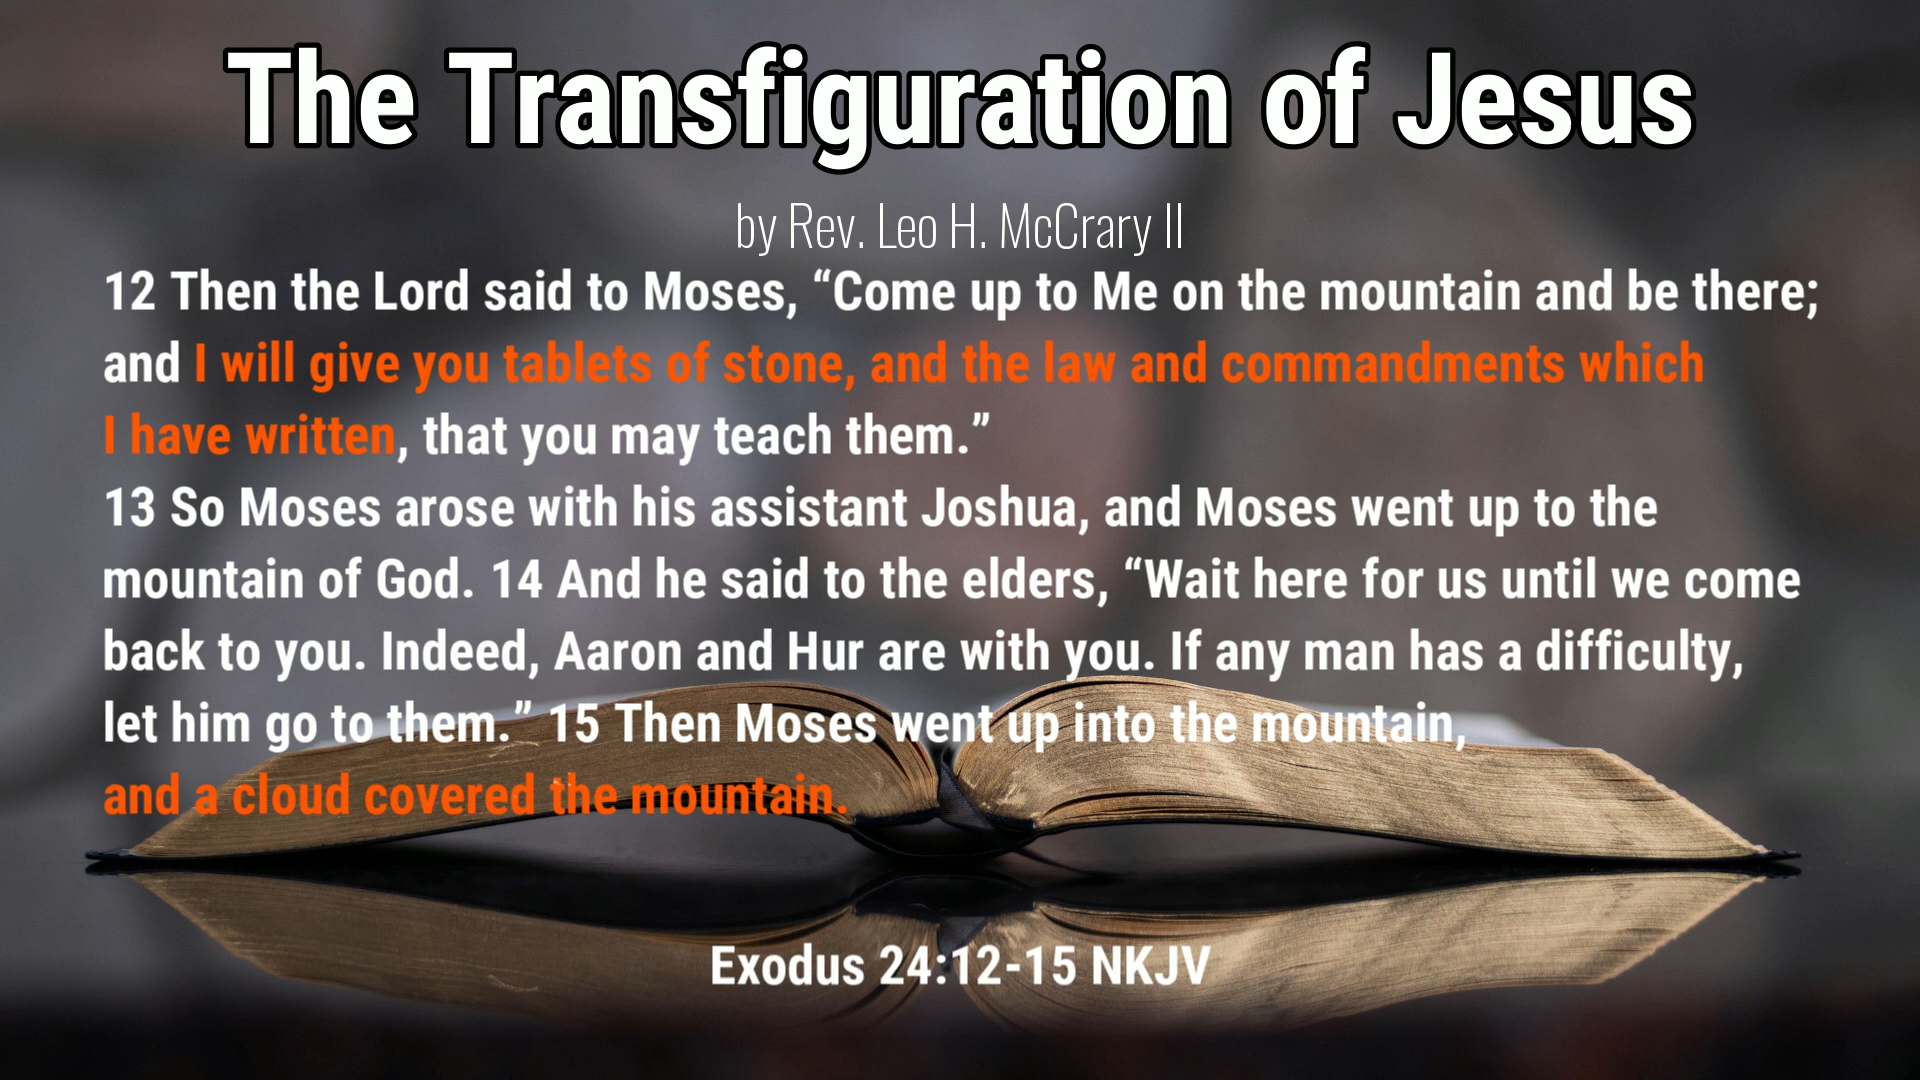 The Transfiguration of Jesus
by Rev. Leo H. McCrary II
12 Then the Lord said to Moses, “Come up to Me on the mountain and be there;
and I will give you tablets of stone, and the law and commandments which
I have written, that you may teach them.”
13 So Moses arose with his assistant Joshua, and Moses went up to the
mountain of God. 14 And he said to the elders, “Wait here for us until we come
back to you. Indeed, Aaron and Hur are with you. If any man has a difficulty,
let him go to them.” 15 Then Moses went up into the mountain,
and a cloud covered the mountain.
Exodus 24:12-15 NKJV